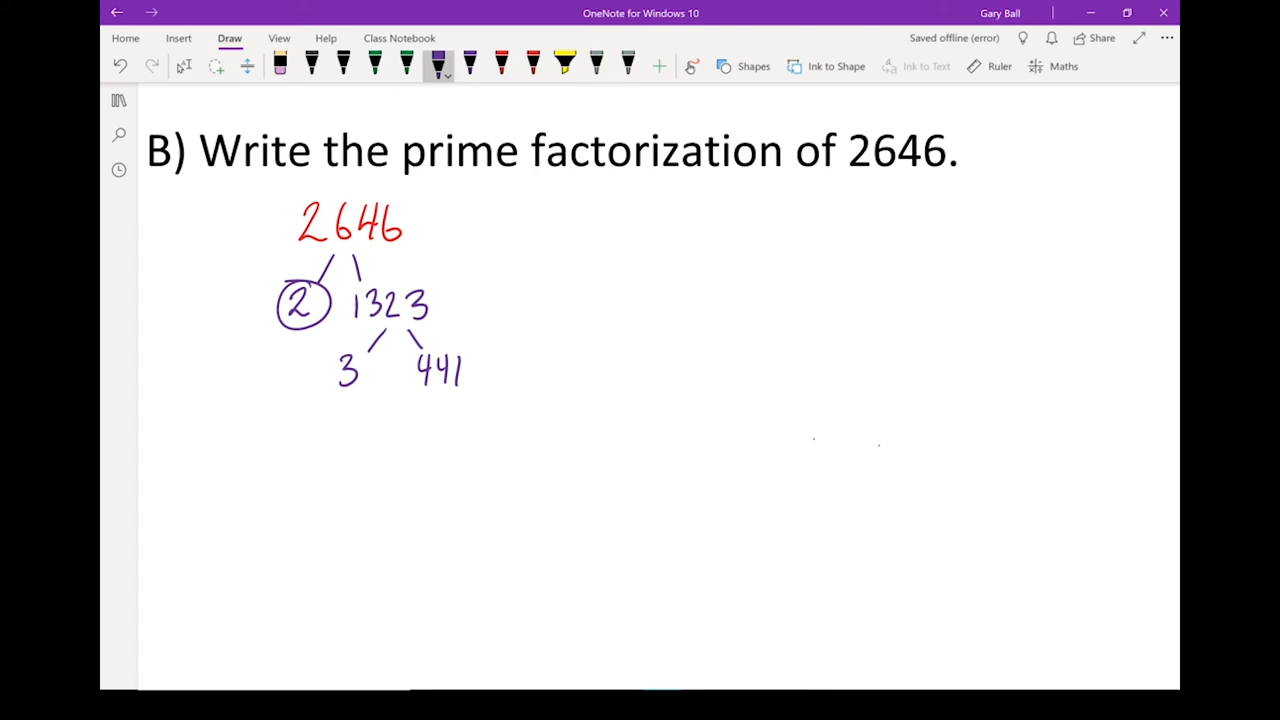 OneNote for Windows 10
Gary Ball
Home Insert Draw View Help Class Notebook
Saved offline (error) Share
Shapes Ink to Shape Ink to Text Ruler Maths
B) Write the prime factorization of 2646.
2646
2 1323
3 441